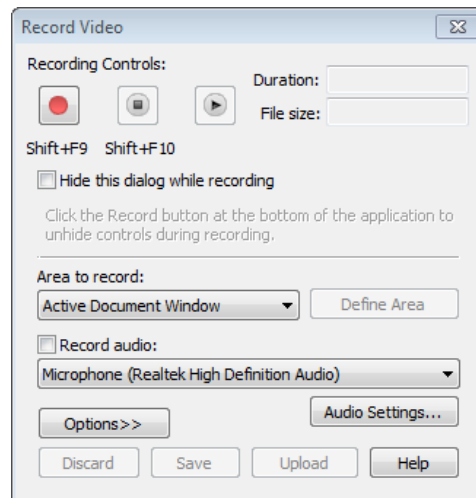 Record Video
Recording Controls:
Duration:
File size:
Shift+F9 Shift+F10
Hide this dialog while recording
Click the Record button at the bottom of the application to
unhide controls during recording.
Area to record:
Active Document Window
Define Area
Record audio:
Microphone (Realtek High Definition Audio)
Options>>
Audio Settings...
Discard Save Upload Help